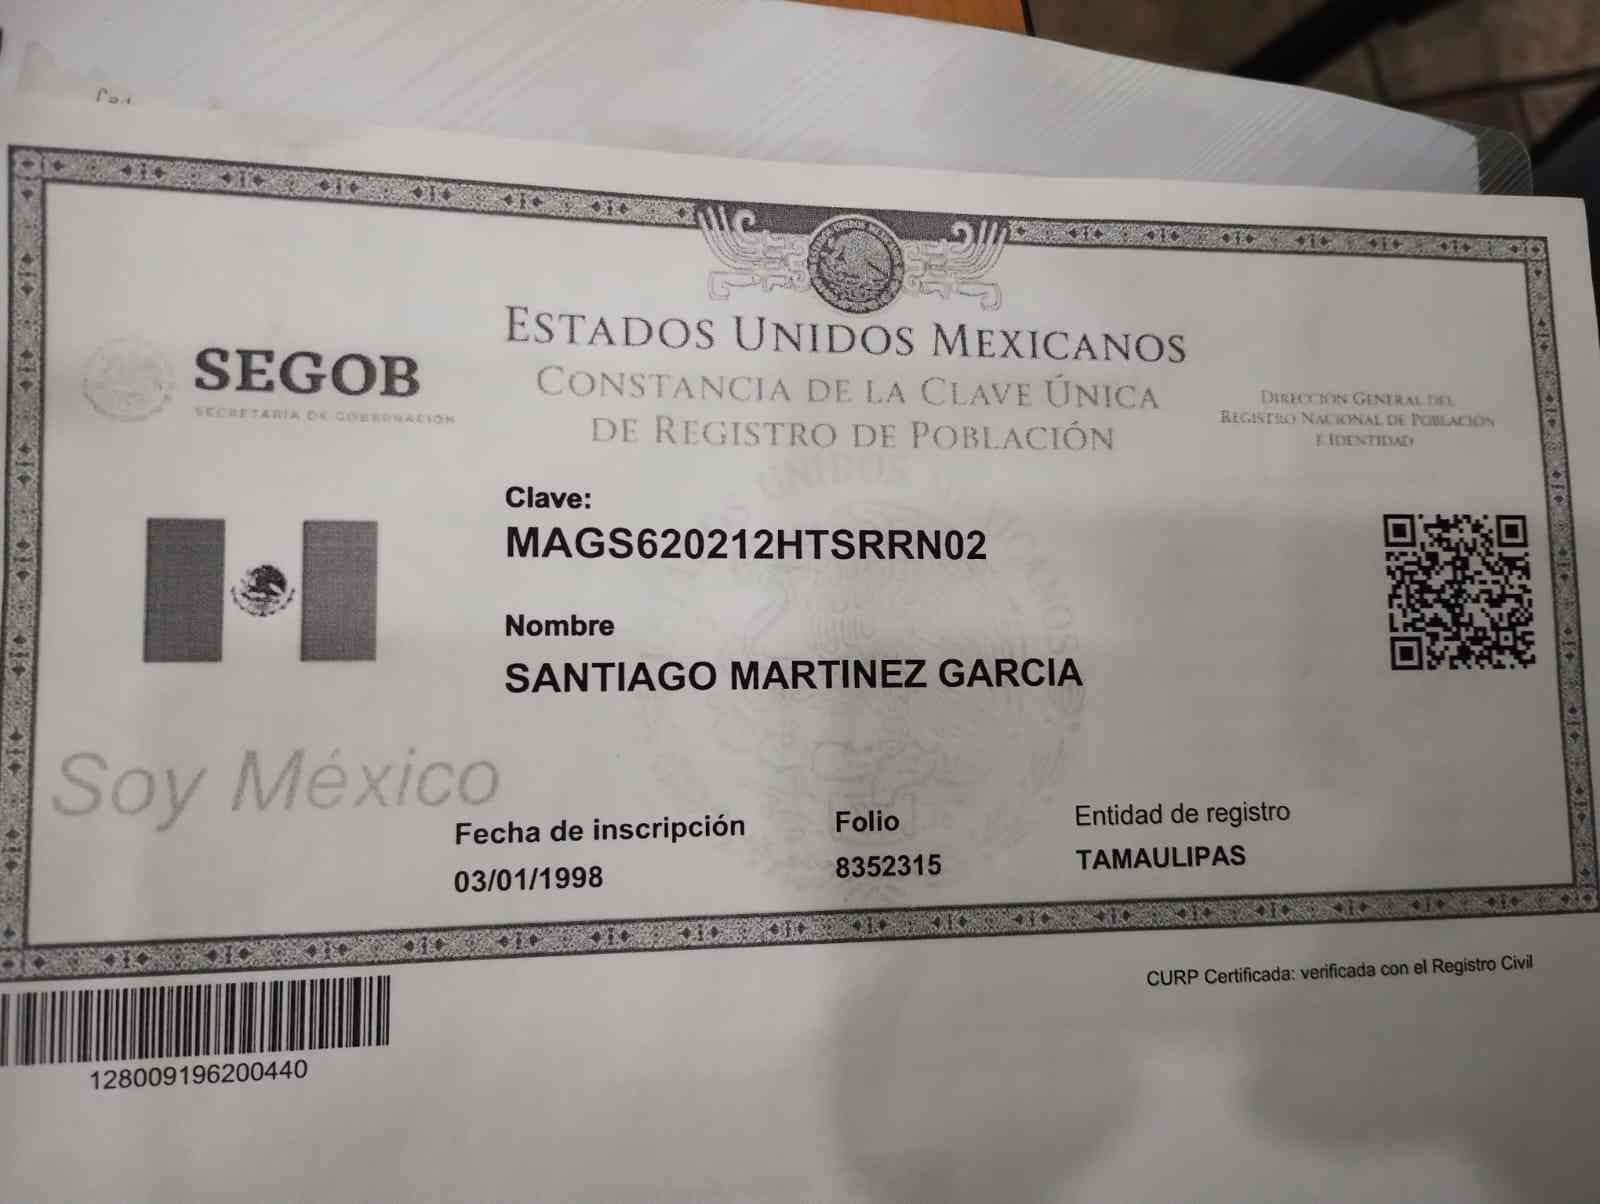 ESTADOS UNIDOS MEXICANOS
CONSTANCIA DE LA CLAVE ÚNICA
DE REGISTRO DE POBLACIÓN
SEGOB
SECRETARÍA DE GOBERNACIÓN
DIRECCIÓN GENERAL DEL
REGISTRO NACIONAL DE POBLACIÓN
E IDENTIDAD
Clave:
MAGS620212HTSRRN02
Nombre
SANTIAGO MARTINEZ GARCIA
Soy México
Fecha de inscripción
03/01/1998
Folio
8352315
Entidad de registro
TAMAULIPAS
CURP Certificada: verificada con el Registro Civil
128009196200440